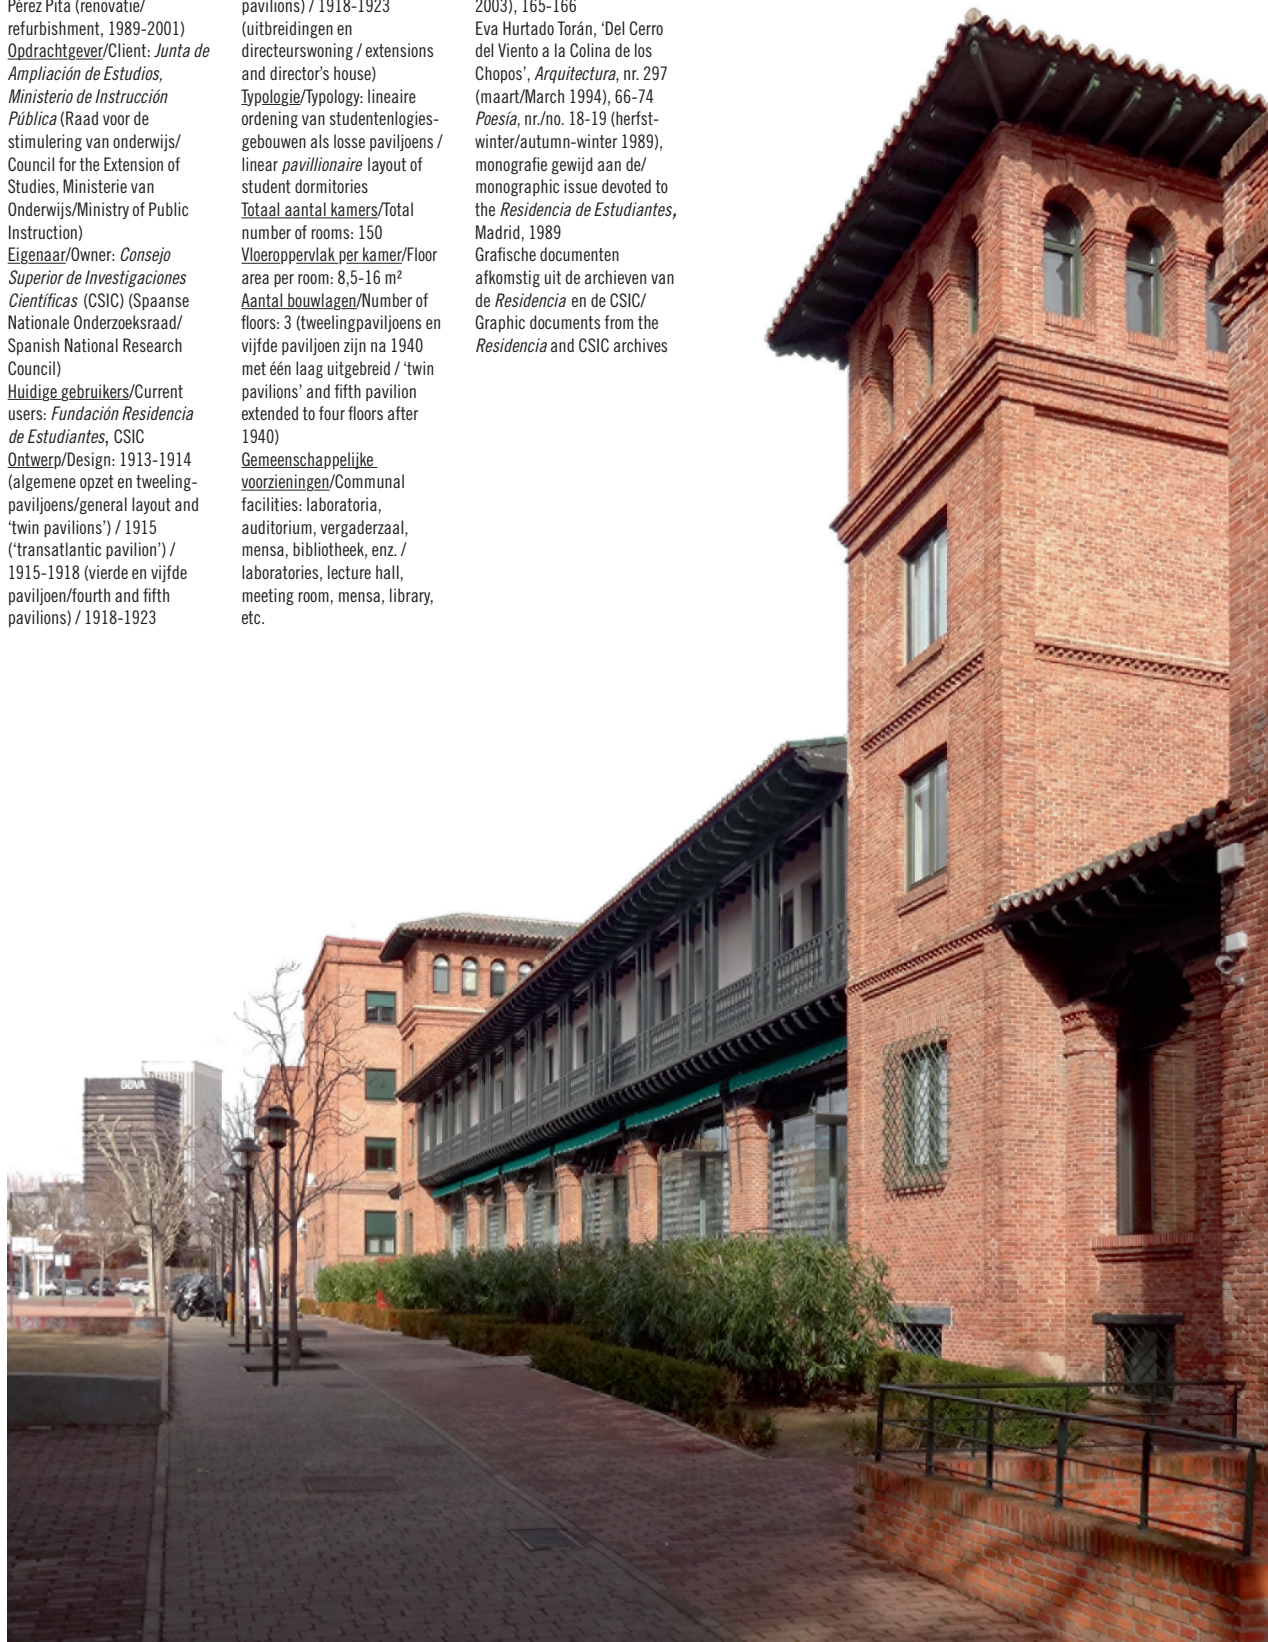 Pérez Pita (renovatie/
refurbishment, 1989-2001)
Opdrachtgever/Client: Junta de
Ampliación de Estudios,
Ministerio de Instrucción
Pública (Raad voor de
stimulering van onderwijs/
Council for the Extension of
Studies, Ministerie van
Onderwijs/Ministry of Public
Instruction)
Eigenaar/Owner: Consejo
Superior de Investigaciones
Científicas (CSIC) (Spaanse
Nationale Onderzoeksraad/
Spanish National Research
Council)
Huidige gebruikers/Current
users: Fundación Residencia
de Estudiantes, CSIC
Ontwerp/Design: 1913-1914
(algemene opzet en tweeling-
paviljoens/general layout and
‘twin pavilions’) / 1915
(‘transatlantic pavilion’) /
1915-1918 (vierde en vijfde
paviljoen/fourth and fifth
pavilions) / 1918-1923
pavilions) / 1918-1923
(uitbreidingen en
directeurswoning / extensions
and director’s house)
Typologie/Typology: lineaire
ordening van studentenlogies-
gebouwen als losse paviljoens /
linear pavillionaire layout of
student dormitories
Totaal aantal kamers/Total
number of rooms: 150
Vloeroppervlak per kamer/Floor
area per room: 8,5-16 m²
Aantal bouwlagen/Number of
floors: 3 (tweelingpaviljoens en
vijfde paviljoen zijn na 1940
met één laag uitgebreid / ‘twin
pavilions’ and fifth pavilion
extended to four floors after
1940)
Gemeenschappelijke
voorzieningen/Communal
facilities: laboratoria,
auditorium, vergaderzaal,
mensa, bibliotheek, enz. /
laboratories, lecture hall,
meeting room, mensa, library,
etc.
2003), 165-166
Eva Hurtado Torán, ‘Del Cerro
del Viento a la Colina de los
Chopos’, Arquitectura, nr. 297
(maart/March 1994), 66-74
Poesía, nr./no. 18-19 (herfst-
winter/autumn-winter 1989),
monografie gewijd aan de/
monographic issue devoted to
the Residencia de Estudiantes,
Madrid, 1989
Grafische documenten
afkomstig uit de archieven van
de Residencia en de CSIC/
Graphic documents from the
Residencia and CSIC archives
BBVA